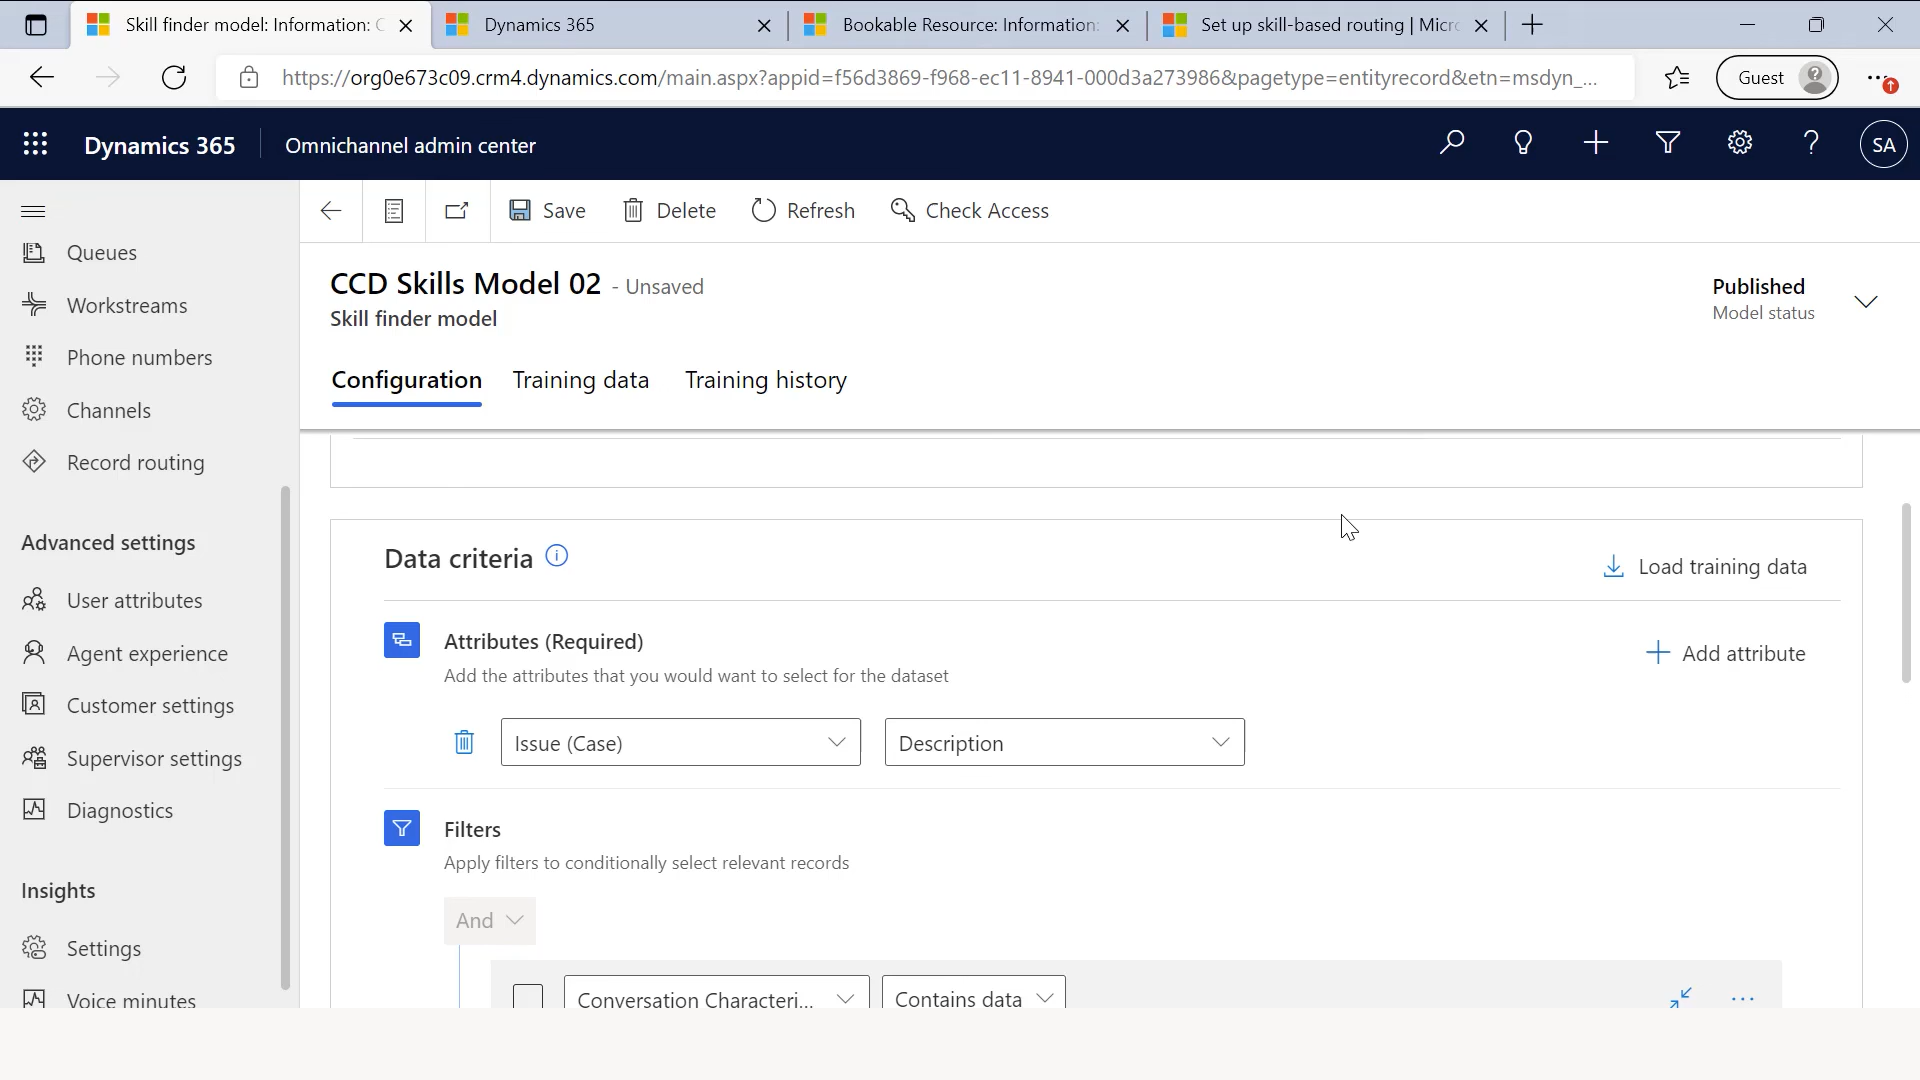 Skill finder model: Information: C
Dynamics 365
Bookable Resource: Information:
Set up skill-based routing | Micro
https://org0e673c09.crm4.dynamics.com/main.aspx?appid=f56d3869-f968-ec11-8941-000d3a273986&pagetype=entityrecord&etn=msdyn_...
Guest
Dynamics 365
Omnichannel admin center
SA
Save
Delete
Refresh
Check Access
Queues
Workstreams
Phone numbers
Channels
Record routing
Advanced settings
User attributes
Agent experience
Customer settings
Supervisor settings
Diagnostics
Insights
Settings
Voice minutes
CCD Skills Model 02 - Unsaved
Skill finder model
Published
Model status
Configuration
Training data
Training history
Data criteria
Load training data
Attributes (Required)
Add the attributes that you would want to select for the dataset
Add attribute
Issue (Case)
Description
Filters
Apply filters to conditionally select relevant records
And
Conversation Characteri...
Contains data